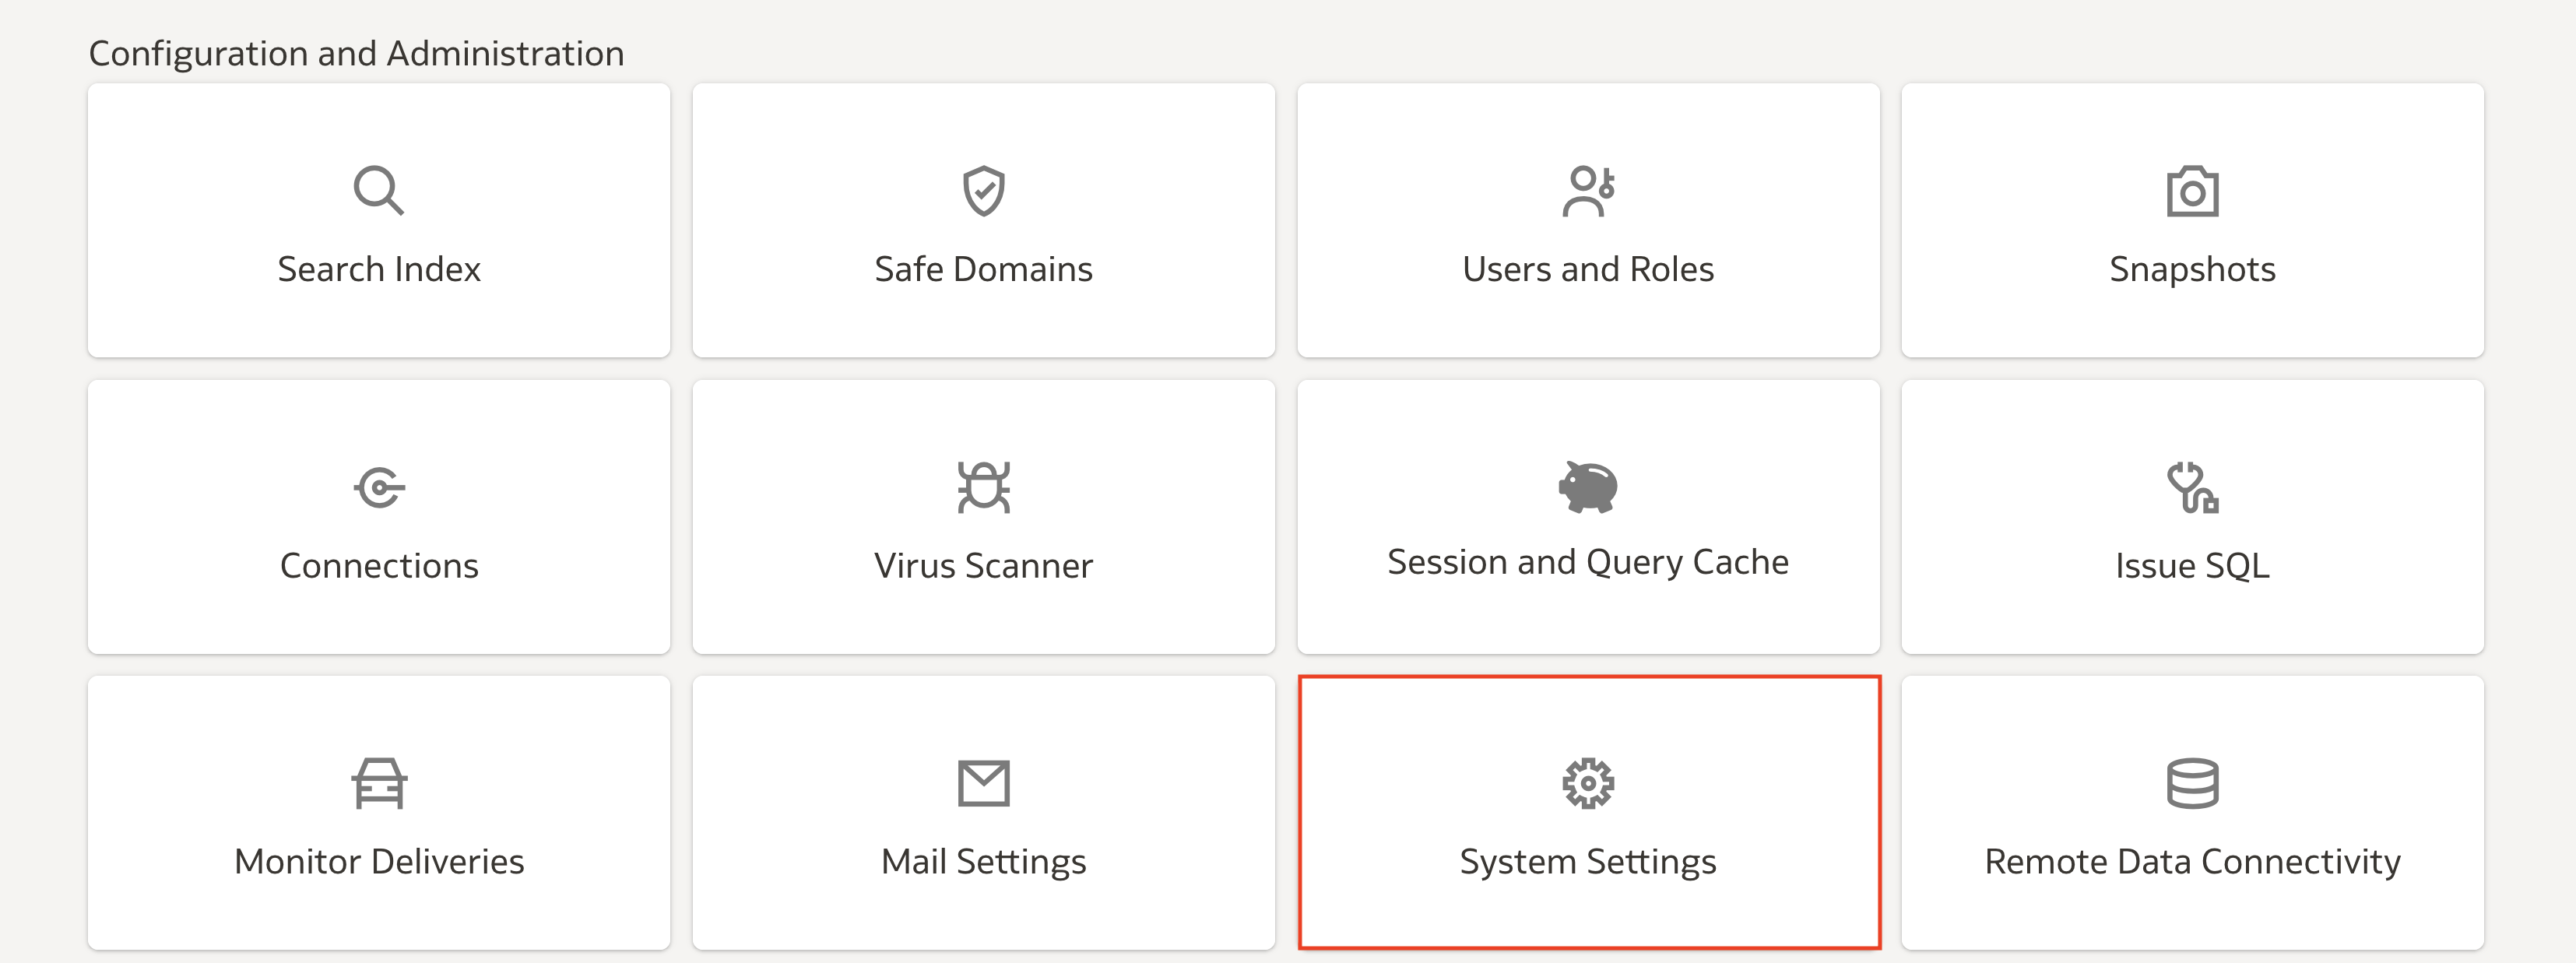 Configuration and Administration
Search Index
Safe Domains
Users and Roles
Snapshots
Connections
Virus Scanner
Session and Query Cache
Issue SQL
Monitor Deliveries
Mail Settings
System Settings
Remote Data Connectivity